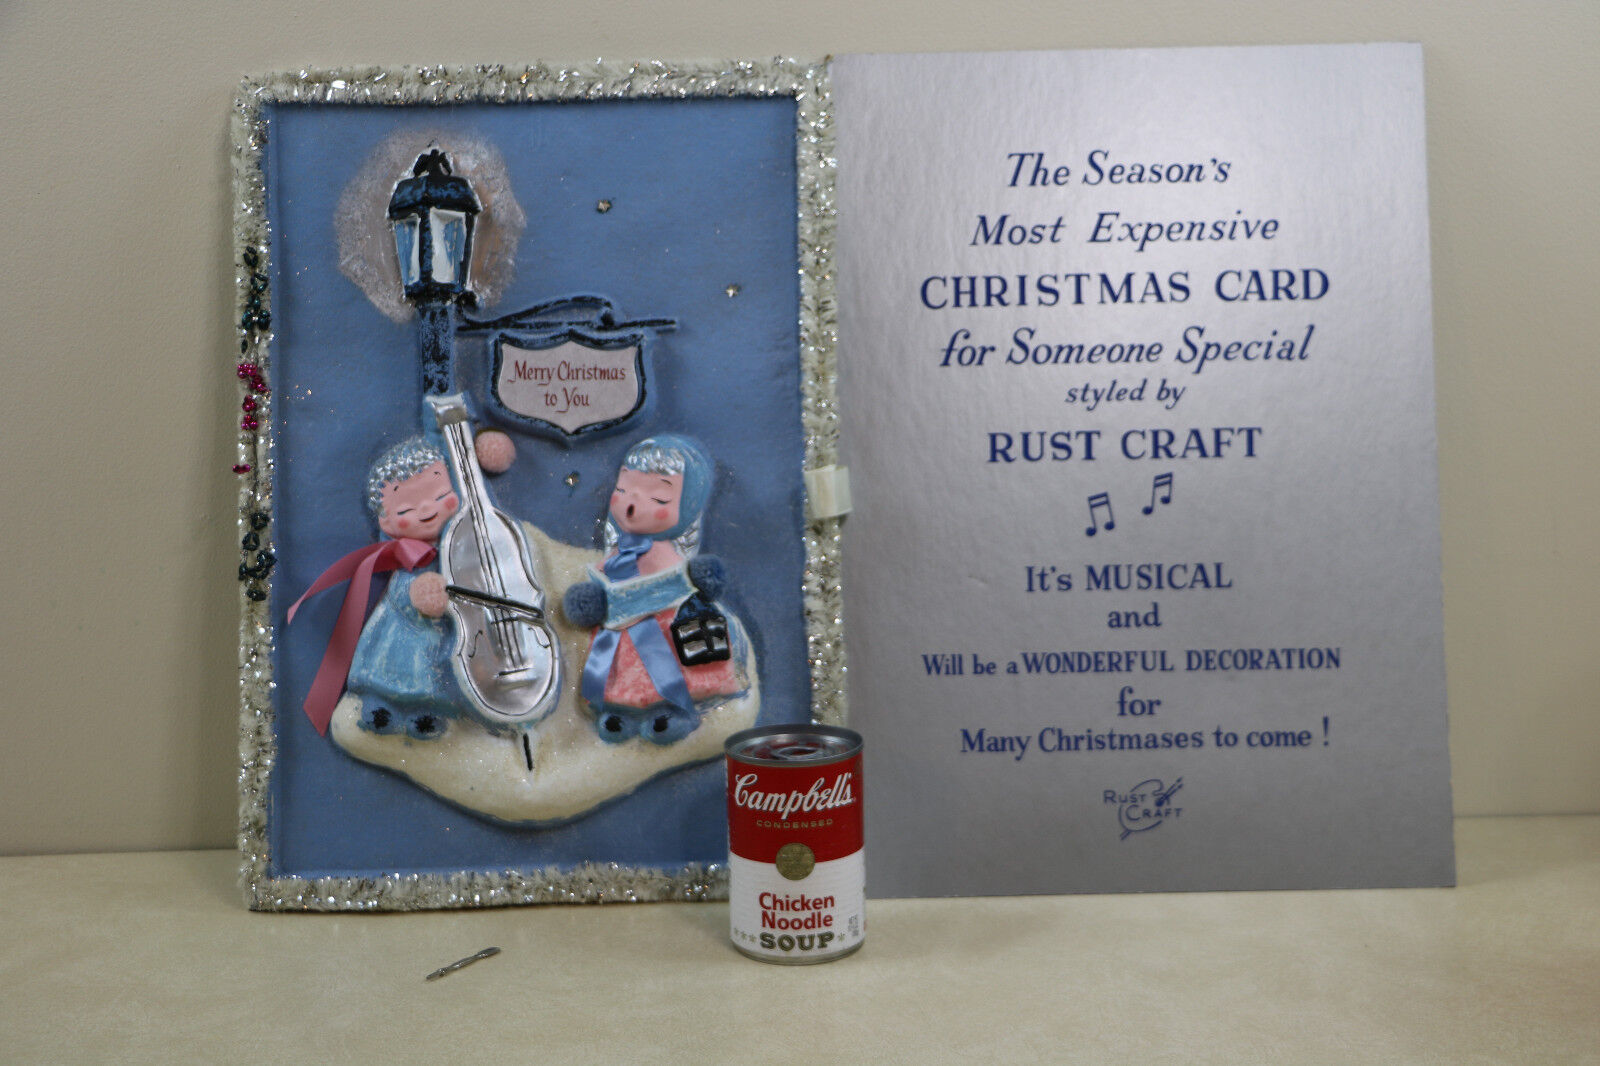 Merry Christmas
to You
The Season's
Most Expensive
CHRISTMAS CARD
for Someone Special
styled by
RUST CRAFT
It's MUSICAL
and
Will be a WONDERFUL DECORATION
for
Many Christmases to come !
RUST
CRAFT
Campbell's
CONDENSED
Chicken
Noodle
SOUP